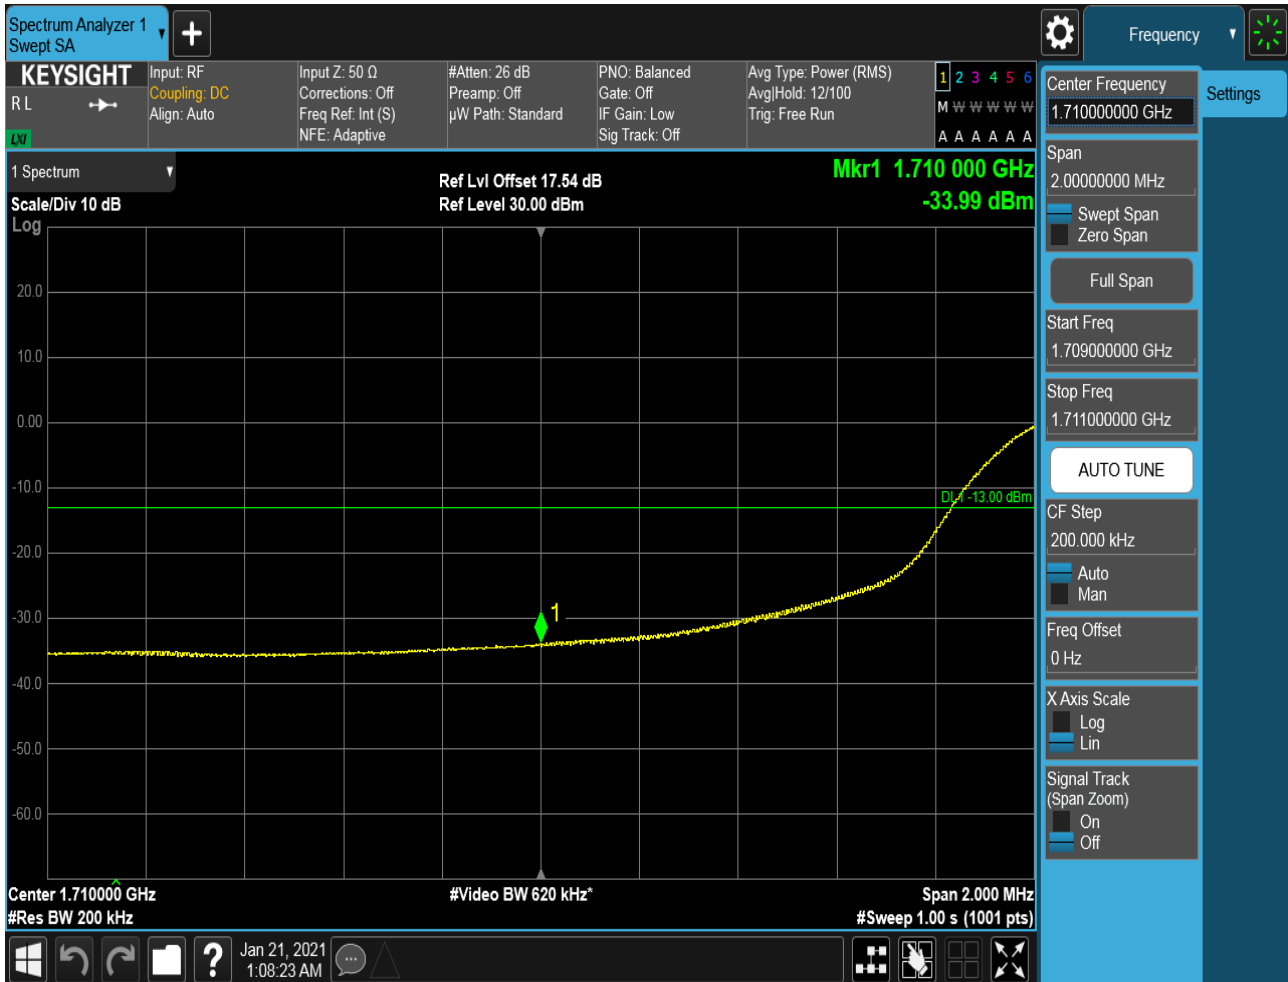 Spectrum Analyzer 1
Swept SA
Frequency
KEYSIGHT
R L
LXI
Input: RF
Coupling: DC
Align: Auto
Input Z: 50 Ω
Corrections: Off
Freq Ref: Int (S)
NFE: Adaptive
#Atten: 26 dB
Preamp: Off
µW Path: Standard
PNO: Balanced
Gate: Off
IF Gain: Low
Sig Track: Off
Avg Type: Power (RMS)
Avg|Hold: 12/100
Trig: Free Run
1 2 3 4 5 6
M W W W W W
A A A A A A
1 Spectrum
Scale/Div 10 dB
Log
Ref Lvl Offset 17.54 dB
Ref Level 30.00 dBm
Mkr1 1.710 000 GHz
-33.99 dBm
20.0
10.0
0.00
-10.0
-20.0
-30.0
-40.0
-50.0
-60.0
DL1 -13.00 dBm
1
Center 1.710000 GHz
#Video BW 620 kHz*
Span 2.000 MHz
#Res BW 200 kHz
#Sweep 1.00 s (1001 pts)
Center Frequency
1.710000000 GHz
Settings
Span
2.00000000 MHz
Swept Span
Zero Span
Full Span
Start Freq
1.709000000 GHz
Stop Freq
1.711000000 GHz
AUTO TUNE
CF Step
200.000 kHz
Auto
Man
Freq Offset
0 Hz
X Axis Scale
Log
Lin
Signal Track
(Span Zoom)
On
Off
?
Jan 21, 2021
1:08:23 AM